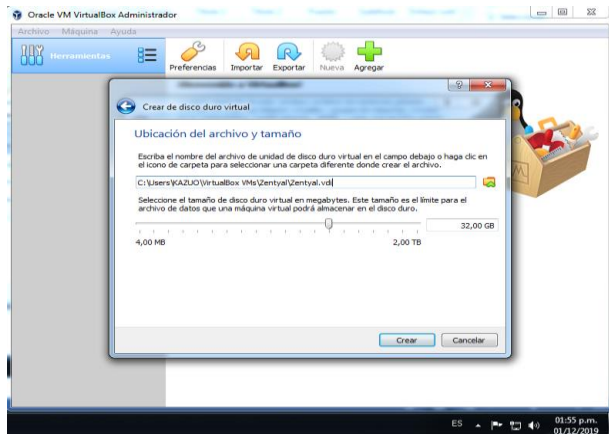 Oracle VM VirtualBox Administrador
Archivo Máquina Ayuda
Herramientas
Preferencias Importar Exportar Nueva Agregar
Crear de disco duro virtual
Ubicación del archivo y tamaño
Escriba el nombre del archivo de unidad de disco duro virtual en el campo debajo o haga clic en
el icono de carpeta para seleccionar una carpeta diferente donde crear el archivo.
C:\Users\KAZUO\VirtualBox VMs\Zentyal\Zentyal.vdi
Seleccione el tamaño de disco duro virtual en megabytes. Este tamaño es el límite para el
archivo de datos que una máquina virtual podrá almacenar en el disco duro.
32,00 GB
4,00 MB 2,00 TB
Crear Cancelar
ES 01:55 p.m.
01/12/2019